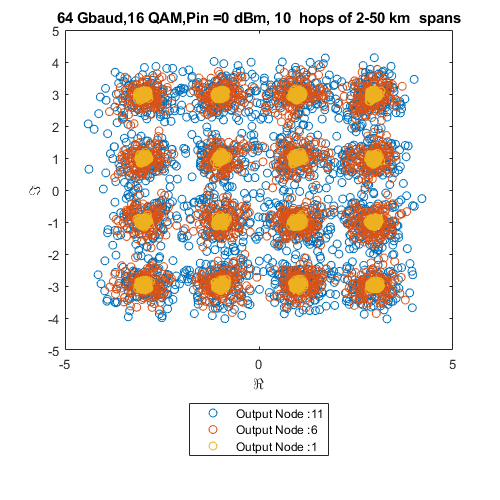 64 Gbaud,16 QAM,Pin =0 dBm, 10 hops of 2-50 km spans
5
4
3
2
1
0
-1
-2
-3
-4
-5
ℑ
-5 0 5
ℜ
Output Node :11
Output Node :6
Output Node :1